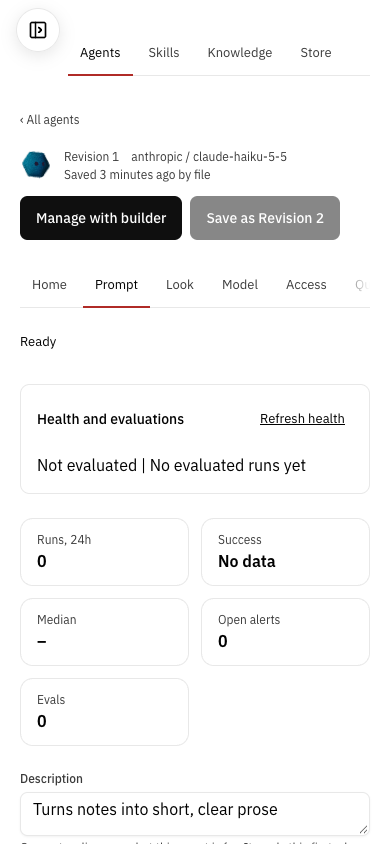 Agents Skills Knowledge Store
‹ All agents
Revision 1 anthropic / claude-haiku-5-5
Saved 3 minutes ago by file
Manage with builder Save as Revision 2
Home Prompt Look Model Access
Ready
Health and evaluations Refresh health
Not evaluated | No evaluated runs yet
Runs, 24h Success
0 No data
Median Open alerts
– 0
Evals
0
Description
Turns notes into short, clear prose